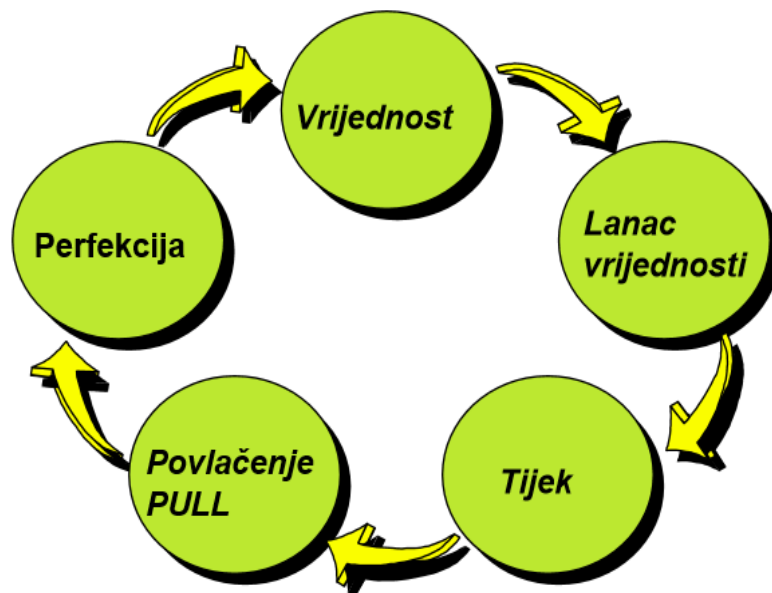 Vrijednost
Lanac
vrijednosti
Tijek
Povlačenje
PULL
Perfekcija